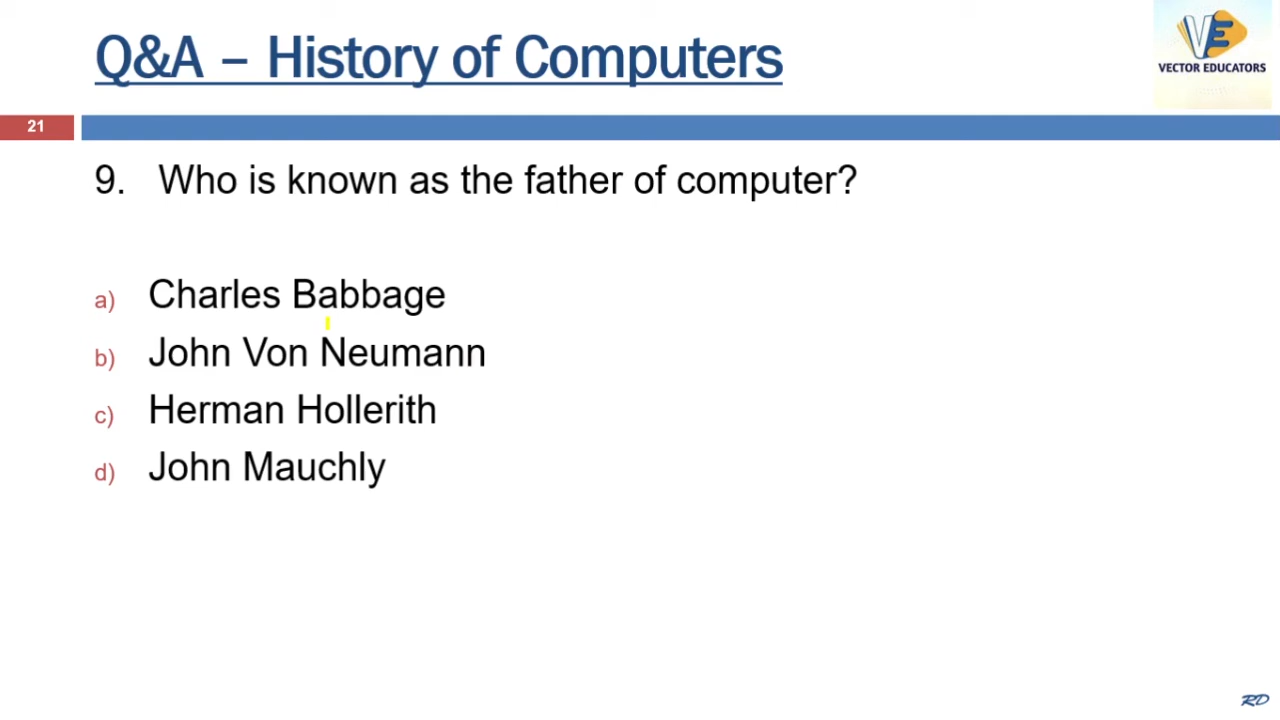 Q&A – History of Computers
VE
VECTOR EDUCATORS
21
9. Who is known as the father of computer?
a) Charles Babbage
b) John Von Neumann
c) Herman Hollerith
d) John Mauchly
RD